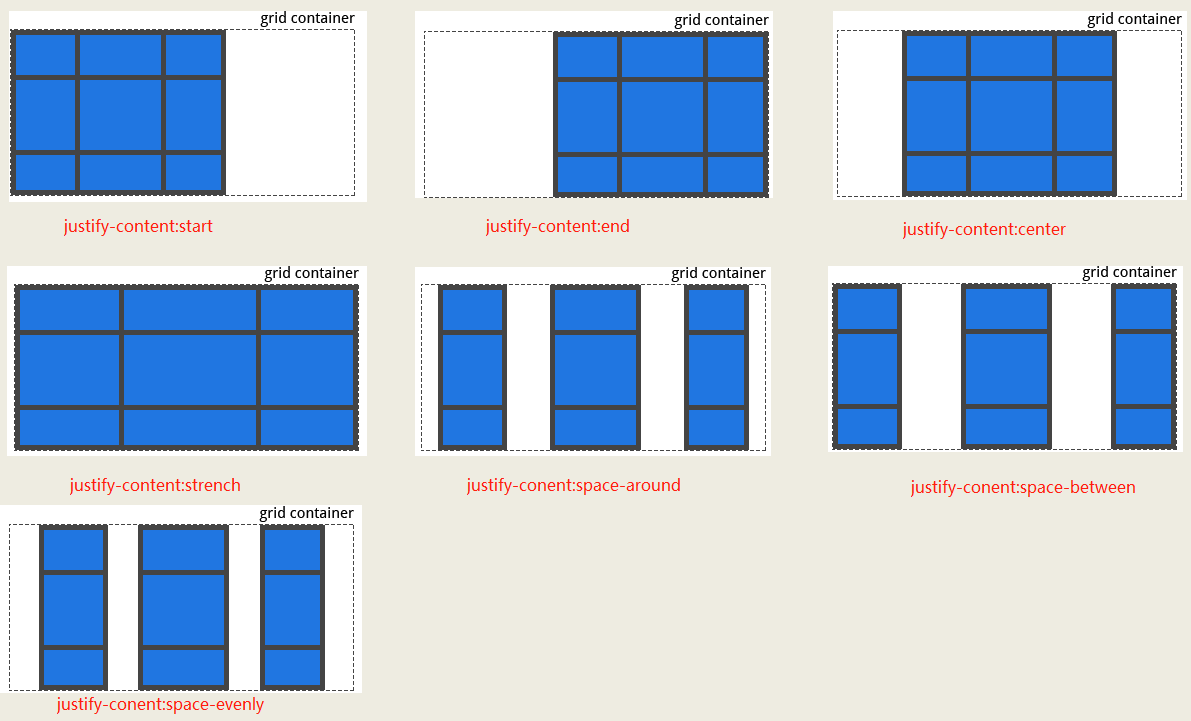 grid container
grid container
grid container
justify-content:start
justify-content:end
justify-content:center
grid container
grid container
grid container
justify-content:strench
justify-conent:space-around
justify-conent:space-between
grid container
justify-conent:space-evenly